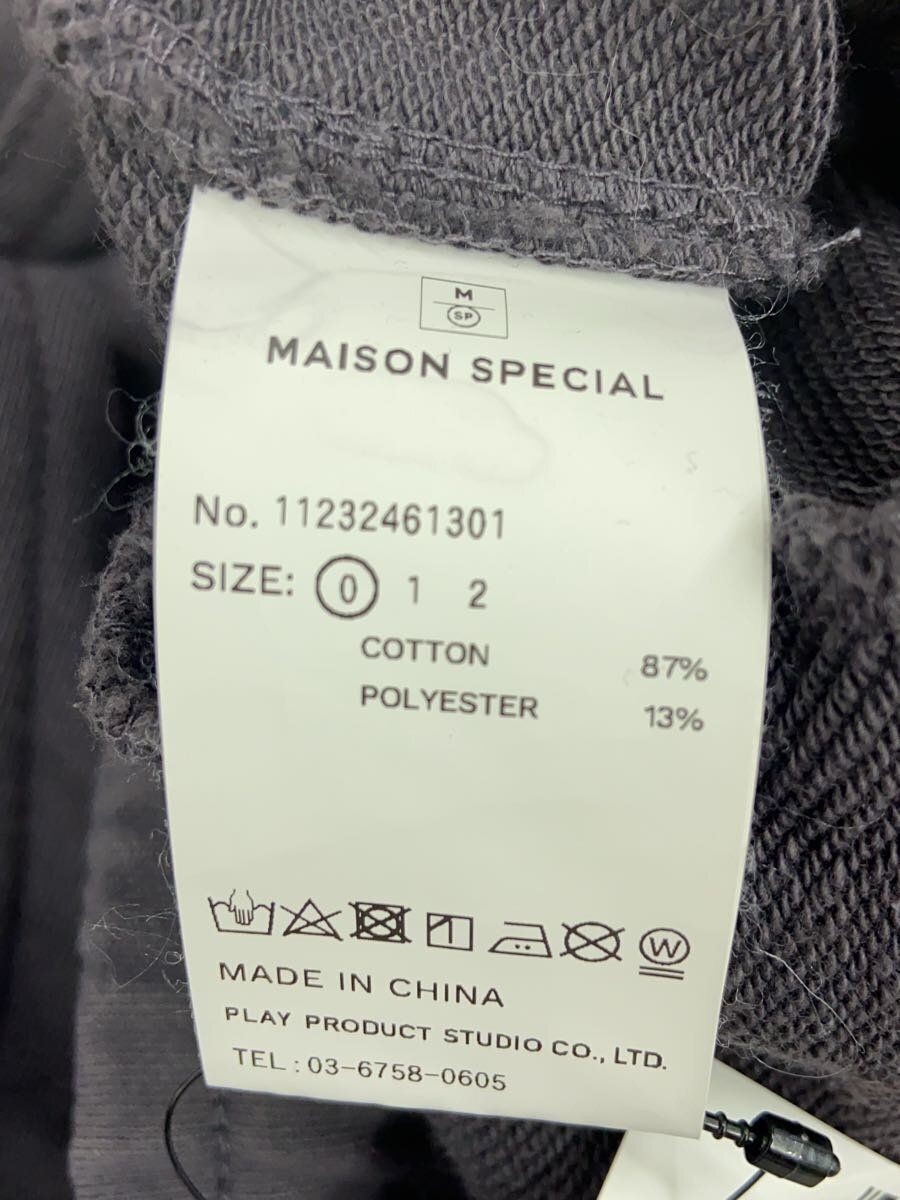 M
SP
MAISON SPECIAL
No. 11232461301
SIZE: 0 1 2
COTTON 87%
POLYESTER 13%
W
MADE IN CHINA
PLAY PRODUCT STUDIO CO., LTD.
TEL : 03-6758-0605